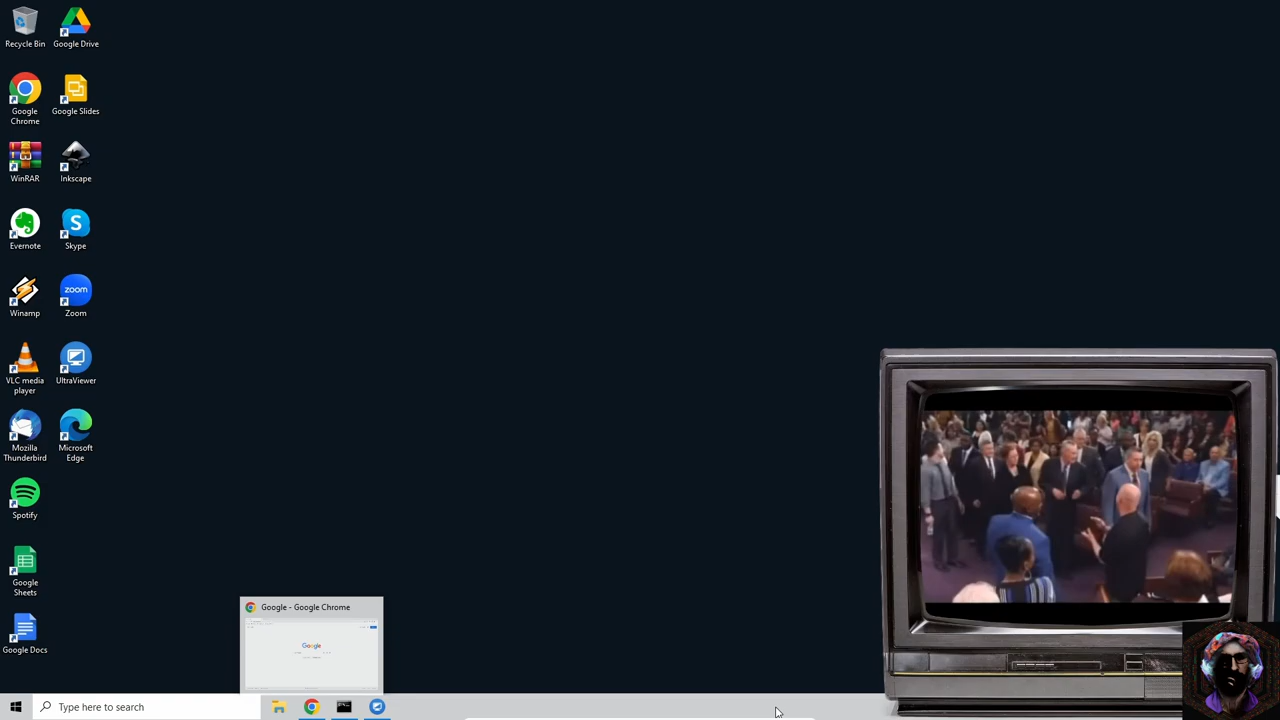 Recycle Bin
Google Drive
Google
Chrome
Google Slides
WinRAR
Inkscape
Evernote
Skype
zoom
Winamp
Zoom
VLC media
player
UltraViewer
Mozilla
Thunderbird
Microsoft
Edge
Spotify
Google
Sheets
Google Docs
Google - Google Chrome
Google
Type here to search